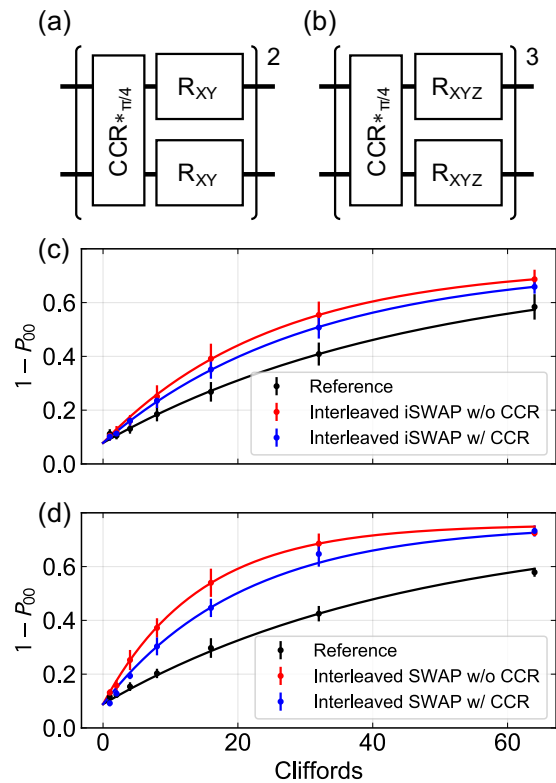 (a)
CCR*π/4
RXY
RXY
2
(b)
CCR*π/4
RXYZ
RXYZ
3
(c)
1 − P00
0.6
0.4
0.2
0.0
Reference
Interleaved iSWAP w/o CCR
Interleaved iSWAP w/ CCR
(d)
1 − P00
0.6
0.4
0.2
0.0
Reference
Interleaved SWAP w/o CCR
Interleaved SWAP w/ CCR
0 20 40 60
Cliffords